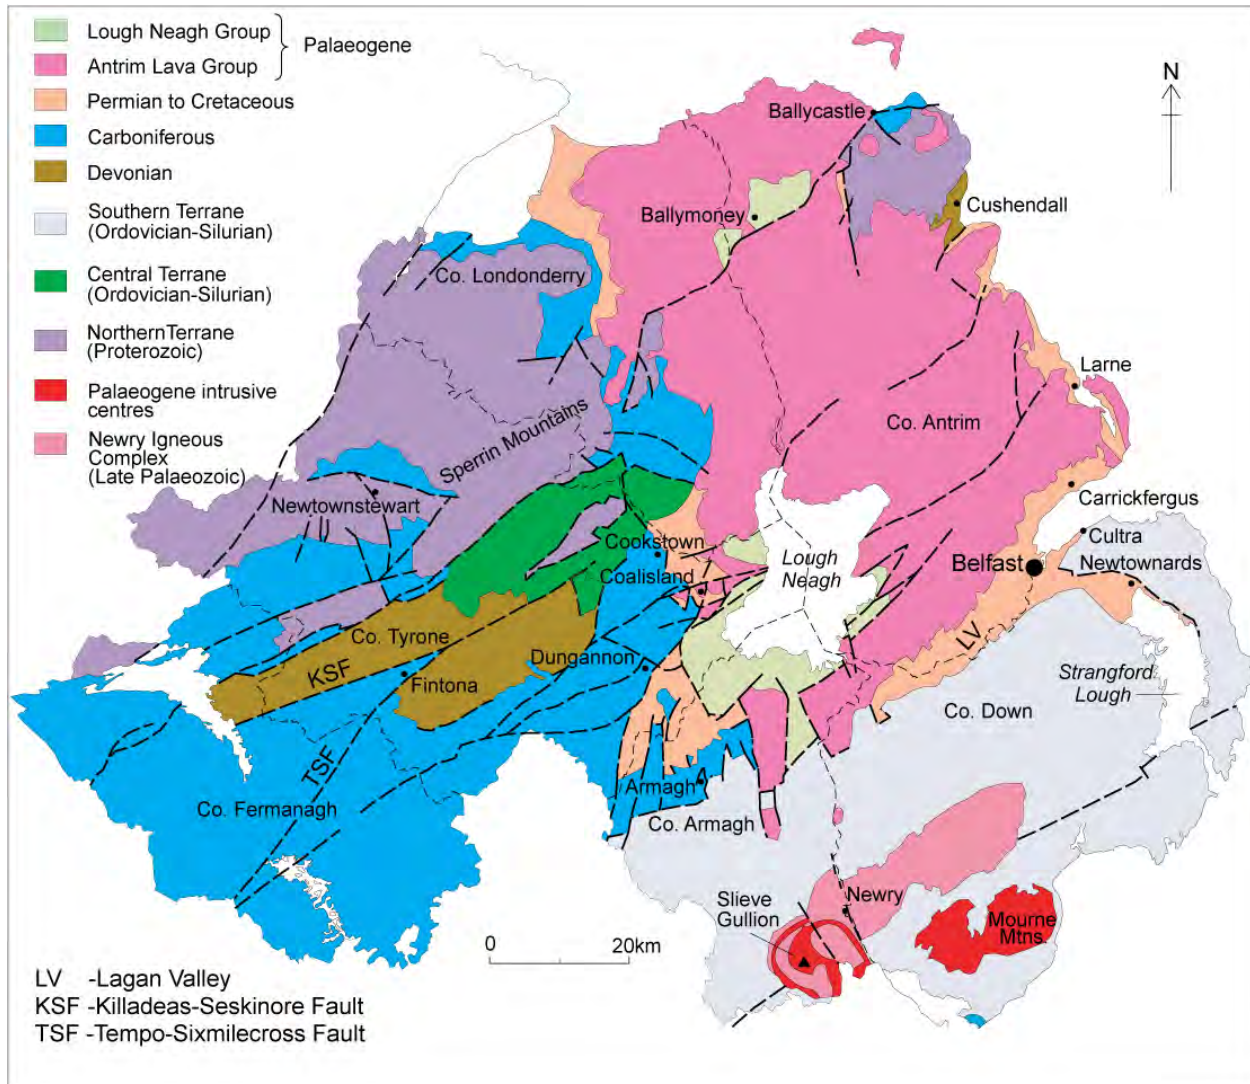 Lough Neagh Group
Palaeogene
Antrim Lava Group
Permian to Cretaceous
Carboniferous
Devonian
Southern Terrane
(Ordovician-Silurian)
Central Terrane
(Ordovician-Silurian)
Northern Terrane
(Proterozoic)
Palaeogene intrusive
centres
Newry Igneous
Complex
(Late Palaeozoic)
N
Ballycastle
Ballymoney
Cushendall
Co. Londonderry
Larne
Sperrin Mountains
Co. Antrim
Newtownstewart
Carrickfergus
Cultra
Cookstown
Lough
Neagh
Belfast
Newtownards
Coalisland
Co. Tyrone
LV
KSF
Dungannon
Fintona
Strangford
Lough
Co. Down
TSF
Armagh
Co. Fermanagh
Co. Armagh
Slieve
Gullion
Newry
Mourne
Mtns.
0 20km
LV -Lagan Valley
KSF -Killadeas-Seskinore Fault
TSF -Tempo-Sixmilecross Fault